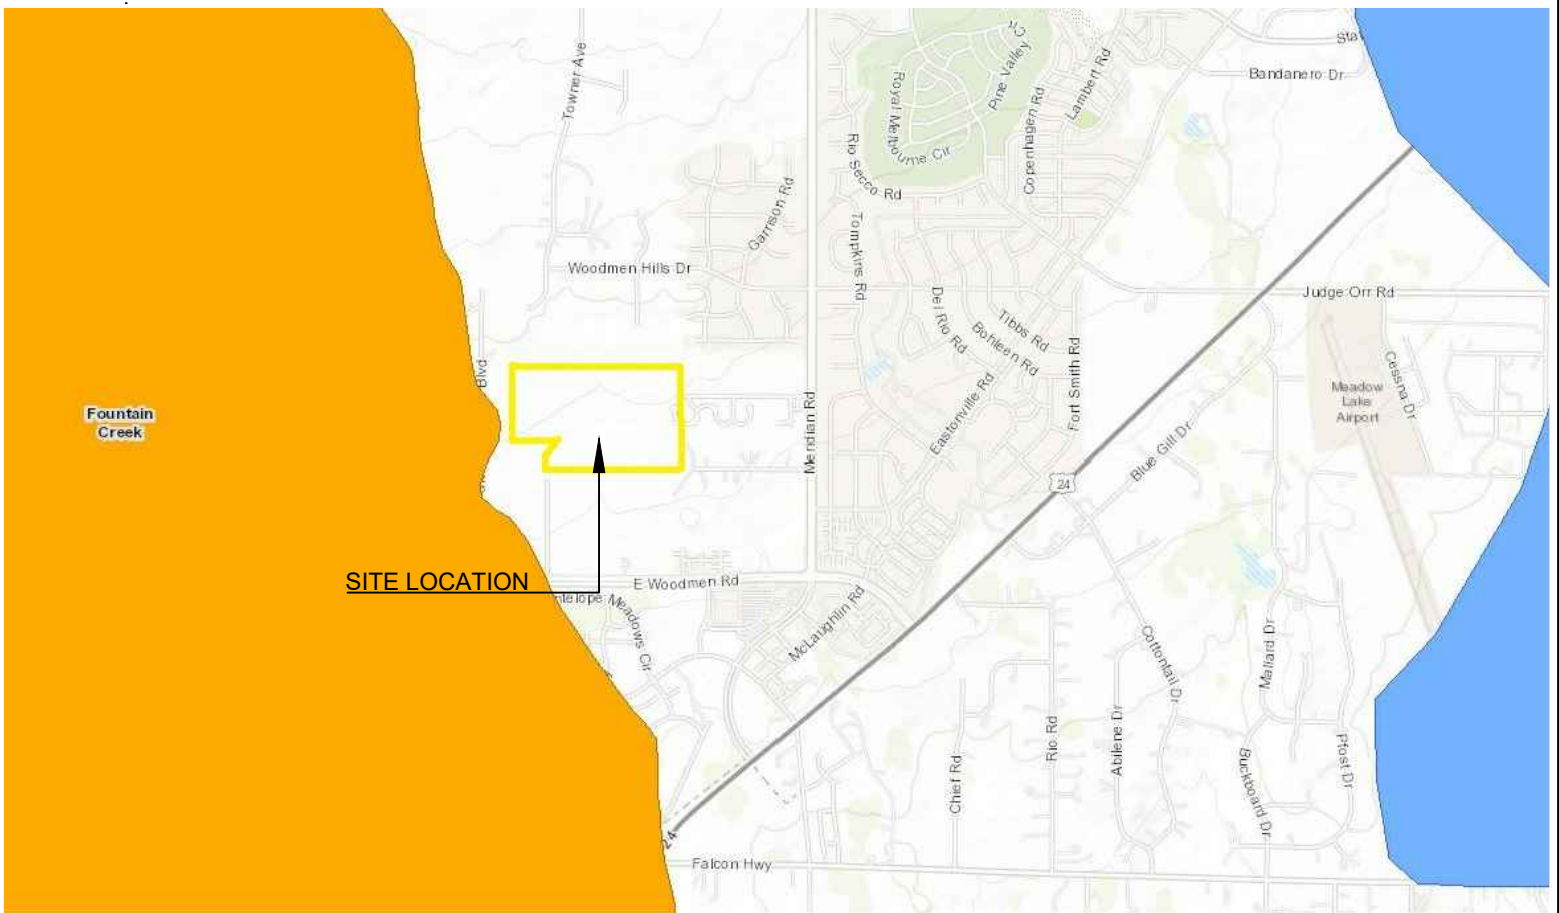 Towner Ave
Pine Valley Ct
Royal Melbourne Cir
Copenhagen Rd
Lambert Rd
Bandanero Dr
Rio Secco Rd
Garrison Rd
Tompkins Rd
Woodmen Hills Dr
Judge Orr Rd
Del Rio Rd
Tibbs Rd
Bohleen Rd
Fort Smith Rd
Blvd
Eastonville Rd
Meridian Rd
Cessna Dr
Meadow
Lake
Airport
Fountain
Creek
Blue Gill Dr
24
SITE LOCATION
E Woodmen Rd
Meadows Cir
McLaughlin Rd
Cottontail Dr
Mallard Dr
Chief Rd
Rio Rd
Abilene Dr
Buckboard Dr
Pfost Dr
24
Falcon Hwy